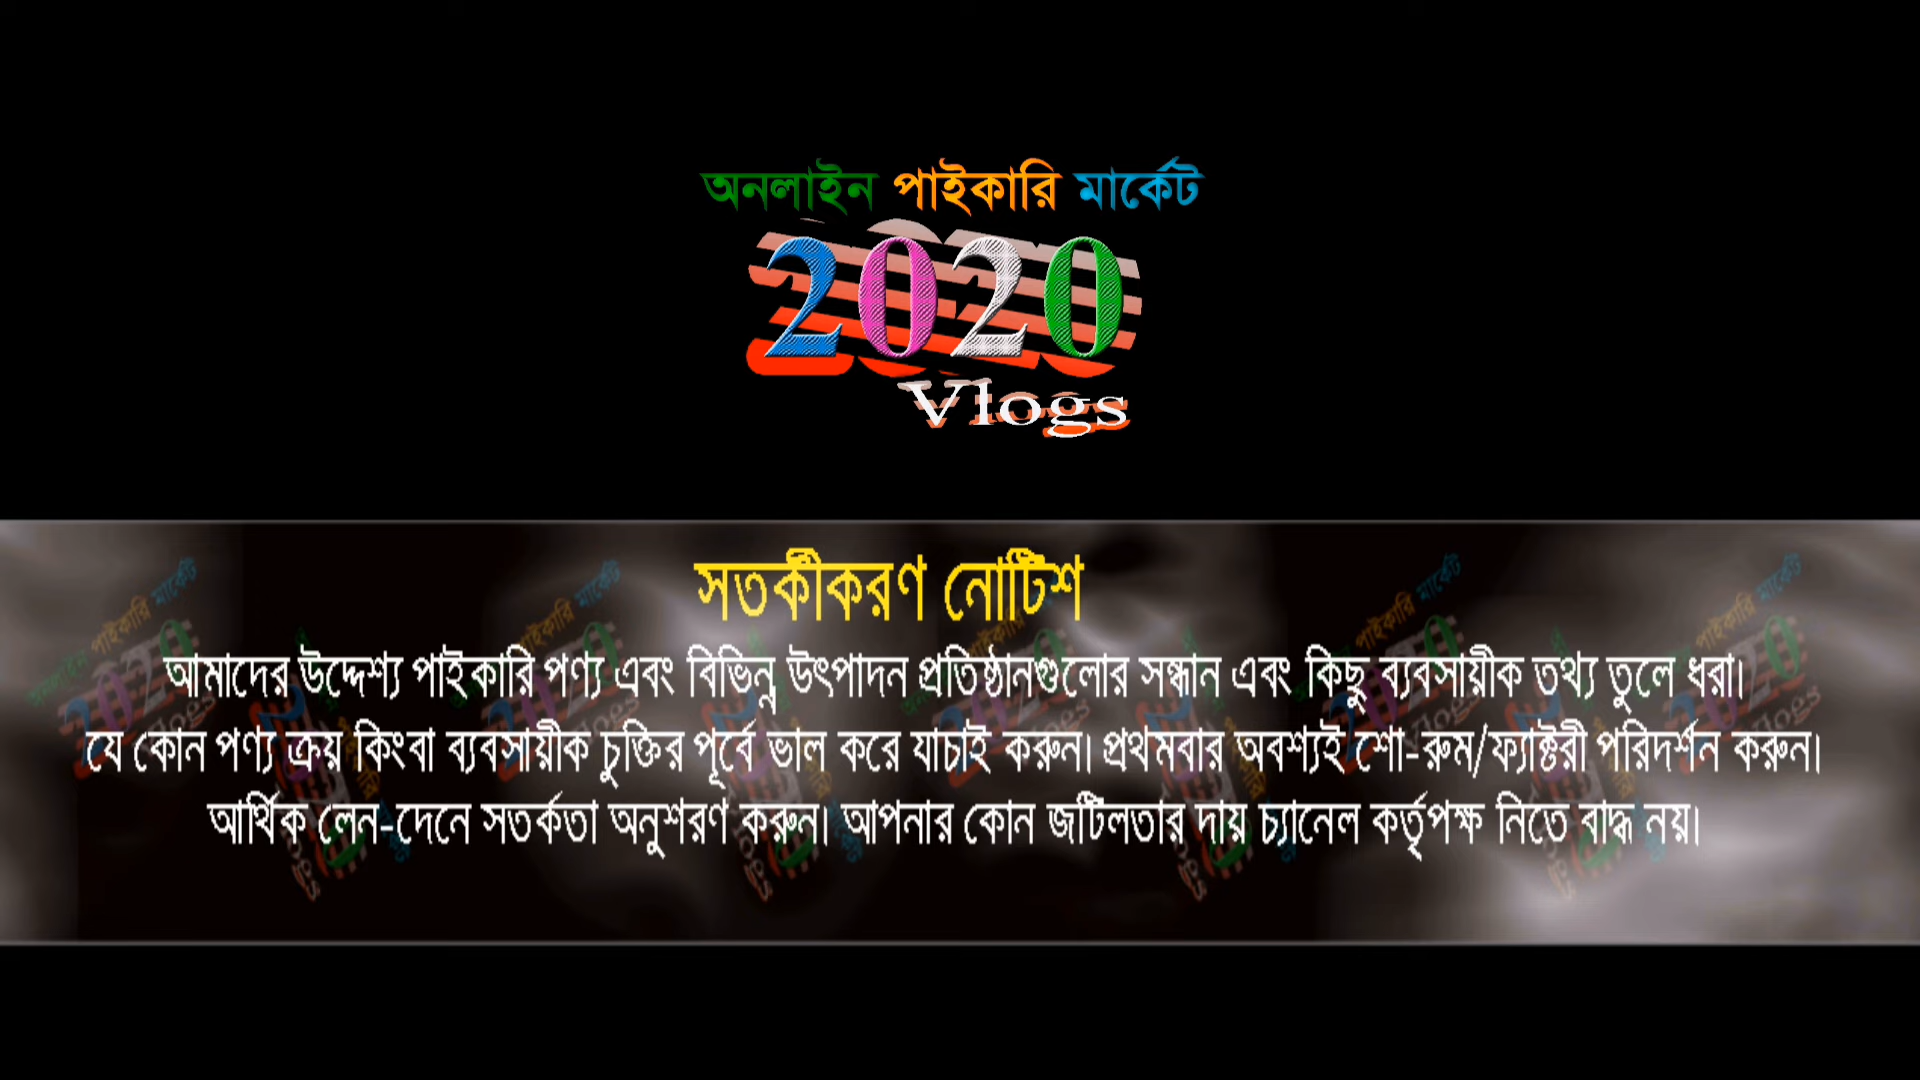 অনলাইন পাইকারি মার্কেট
2020
Vlogs
সতর্কীকরণ নোটিশ
আমাদের উদ্দেশ্য পাইকারি পণ্য এবং বিভিন্ন উৎপাদন প্রতিষ্ঠানগুলোর সন্ধান এবং কিছু ব্যবসায়ীক তথ্য তুলে ধরা।
যে কোন পণ্য ক্রয় কিংবা ব্যবসায়ীক চুক্তির পূর্বে ভাল করে যাচাই করুন। প্রথমবার অবশ্যই শো-রুম/ফ্যাক্টরী পরিদর্শন করুন।
আর্থিক লেন-দেনে সতর্কতা অনুশরণ করুন। আপনার কোন জটিলতার দায় চ্যানেল কর্তৃপক্ষ নিতে বাদ্ধ নয়।